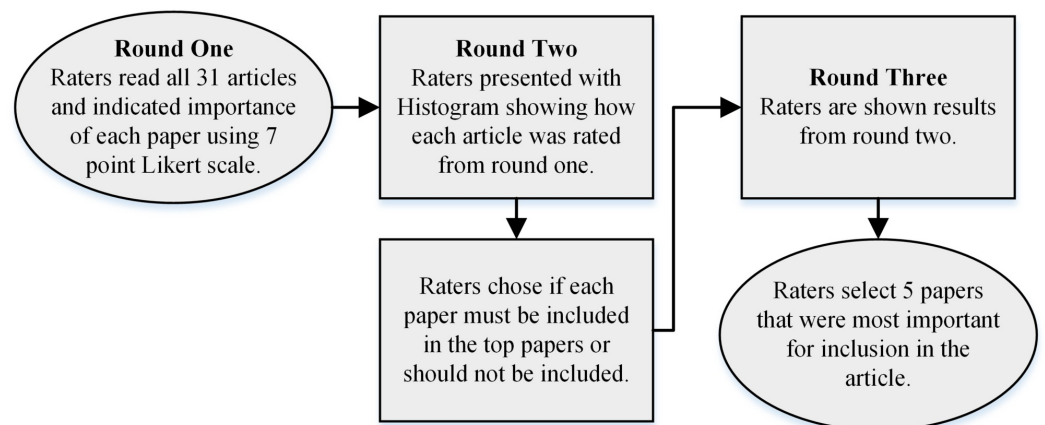 Round One
Raters read all 31 articles
and indicated importance
of each paper using 7
point Likert scale.
Round Two
Raters presented with
Histogram showing how
each article was rated
from round one.
Raters chose if each
paper must be included
in the top papers or
should not be included.
Round Three
Raters are shown results
from round two.
Raters select 5 papers
that were most important
for inclusion in the
article.